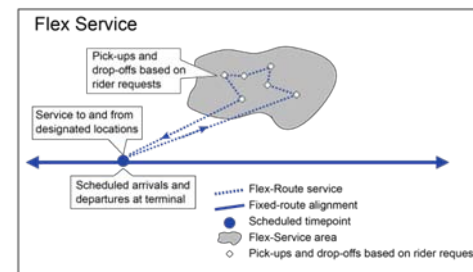 Flex Service
Pick-ups and
drop-offs based on
rider requests
Service to and from
designated locations
Scheduled arrivals and
departures at terminal
Flex-Route service
Fixed-route alignment
Scheduled timepoint
Flex-Service area
Pick-ups and drop-offs based on rider reques